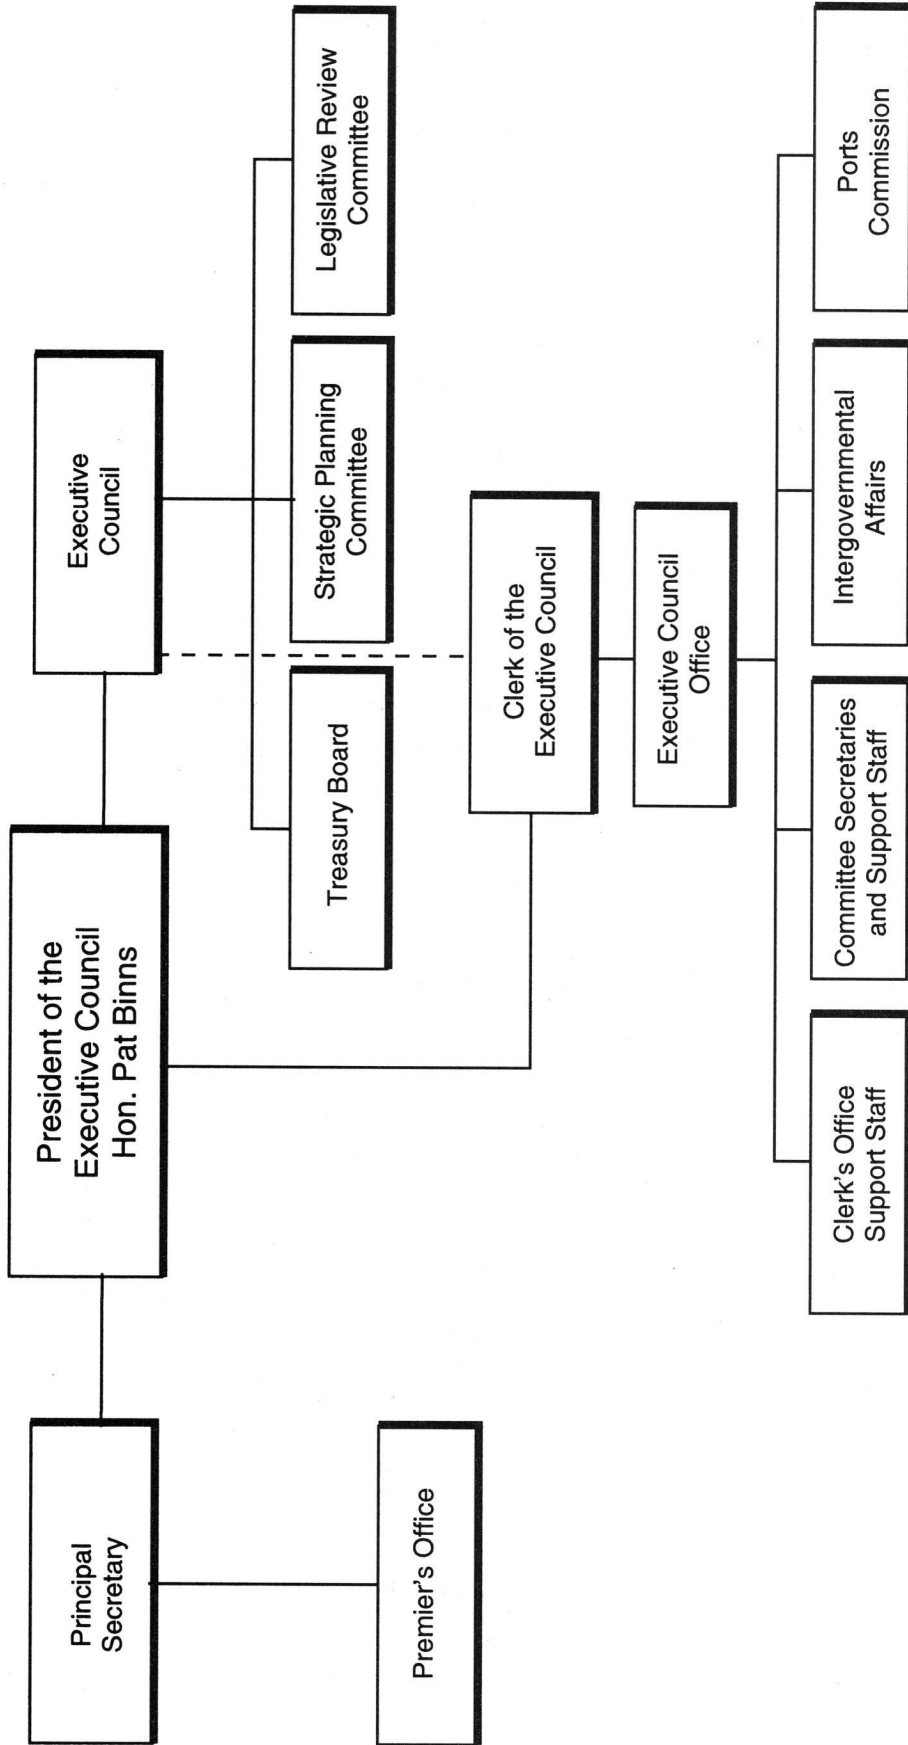 President of the
Executive Council
Hon. Pat Binns
Principal
Secretary
Executive
Council
Premier's Office
Treasury Board
Strategic Planning
Committee
Legislative Review
Committee
Clerk of the
Executive Council
Executive Council
Office
Clerk's Office
Support Staff
Committee Secretaries
and Support Staff
Intergovernmental
Affairs
Ports
Commission